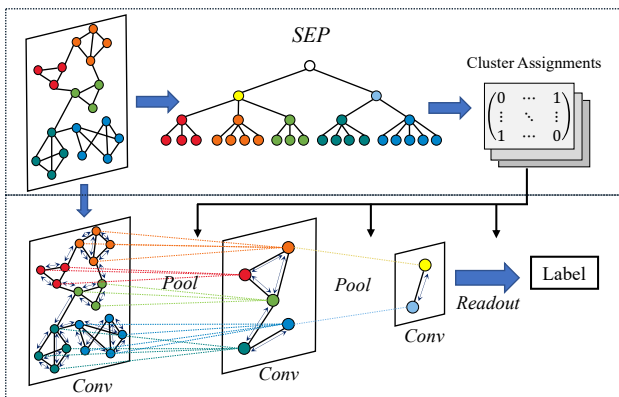 SEP
Cluster Assignments
0 ⋯ 1
⋮ ⋱ ⋮
1 ⋯ 0
Pool
Pool
Label
Readout
Conv
Conv
Conv